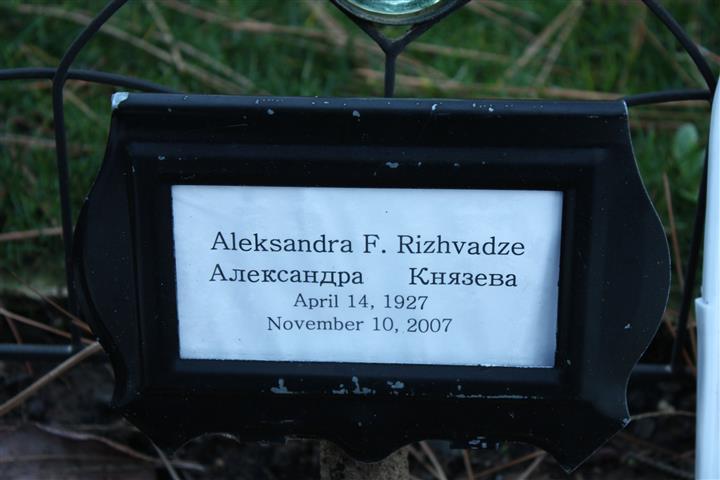 Aleksandra F. Rizhvadze
Александра Князева
April 14, 1927
November 10, 2007